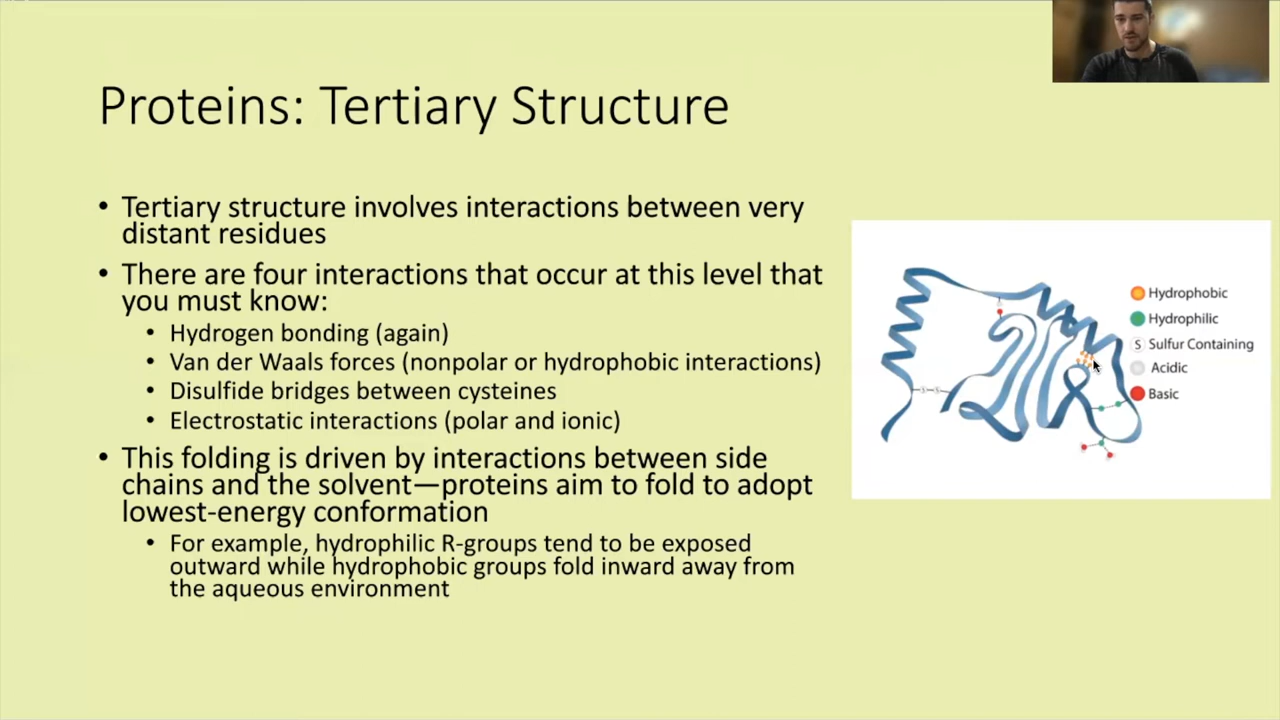 Proteins: Tertiary Structure
• Tertiary structure involves interactions between very
distant residues
• There are four interactions that occur at this level that
you must know:
• Hydrogen bonding (again)
• Van der Waals forces (nonpolar or hydrophobic interactions)
• Disulfide bridges between cysteines
• Electrostatic interactions (polar and ionic)
• This folding is driven by interactions between side
chains and the solvent—proteins aim to fold to adopt
lowest-energy conformation
• For example, hydrophilic R-groups tend to be exposed
outward while hydrophobic groups fold inward away from
the aqueous environment
Hydrophobic
Hydrophilic
S Sulfur Containing
Acidic
Basic
S S